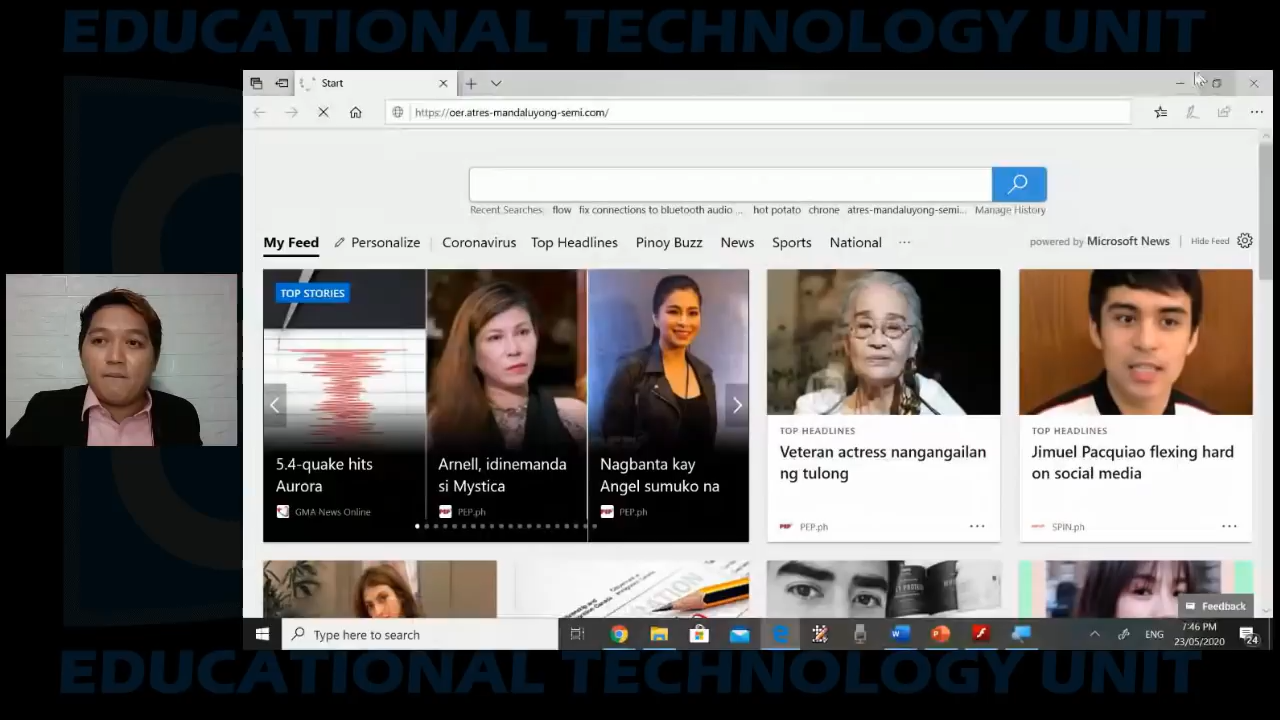 EDUCATIONAL TECHNOLOGY UNIT
Start
https://oer.atres-mandaluyong-semi.com/
Recent Searches: flow fix connections to bluetooth audio ... hot potato chrone atres-mandaluyong-semi... Manage History
My Feed Personalize Coronavirus Top Headlines Pinoy Buzz News Sports National ... powered by Microsoft News Hide Feed
TOP STORIES
5.4-quake hits
Aurora
GMA News Online
Arnell, idinemanda
si Mystica
PEP.ph
Nagbanta kay
Angel sumuko na
PEP.ph
TOP HEADLINES
Veteran actress nangangailan
ng tulong
PEP.ph
TOP HEADLINES
Jimuel Pacquiao flexing hard
on social media
SPIN.ph
Feedback
Type here to search
ENG
7:46 PM
23/05/2020
24
EDUCATIONAL TECHNOLOGY UNIT